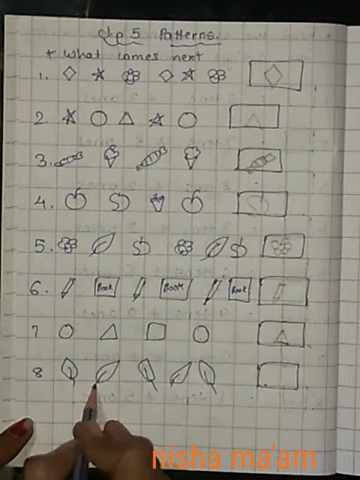 Chp 5 Patterns.
* What comes next
1.
2.
3.
4.
5.
6. BOOK BOOK BOOK
7
8
nisha ma'am